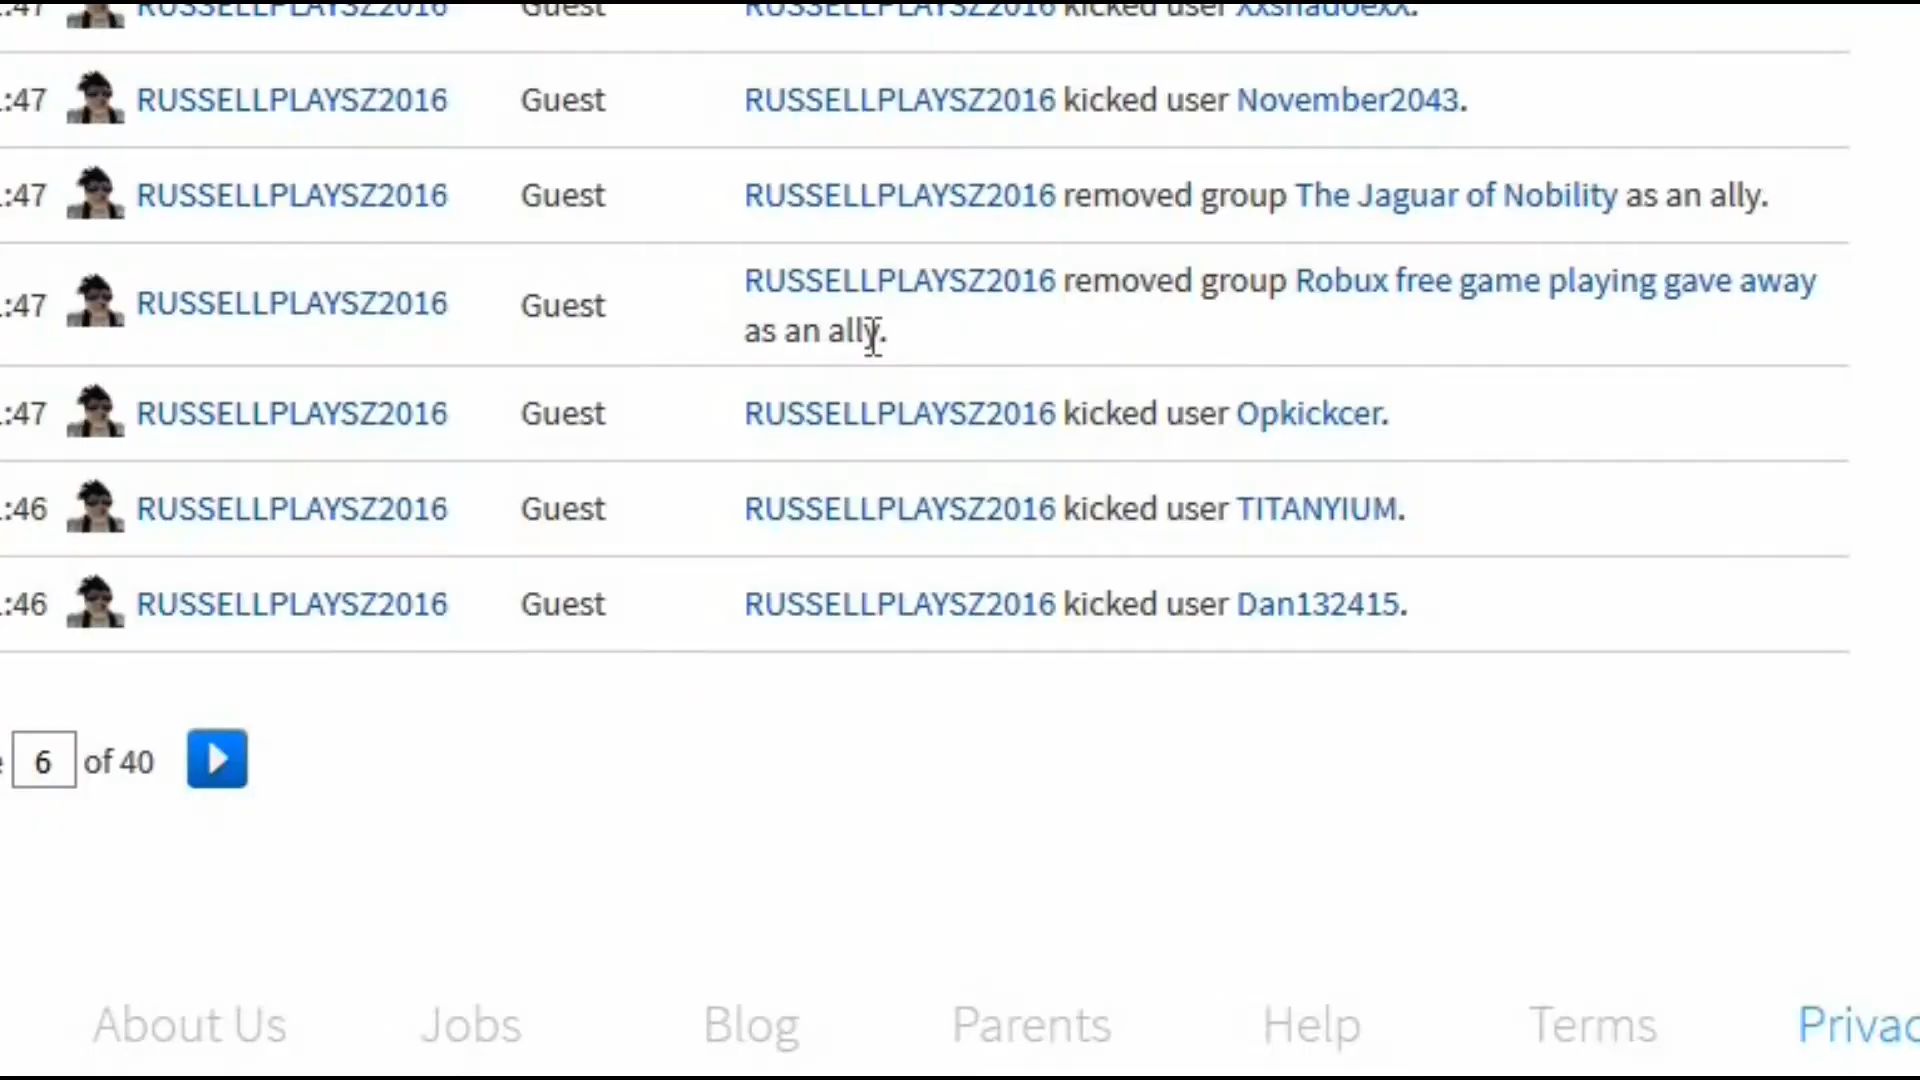 :47 RUSSELLPLAYSZ2016 Guest RUSSELLPLAYSZ2016 kicked user XxshadoexX.
:47 RUSSELLPLAYSZ2016 Guest RUSSELLPLAYSZ2016 kicked user November2043.
:47 RUSSELLPLAYSZ2016 Guest RUSSELLPLAYSZ2016 removed group The Jaguar of Nobility as an ally.
:47 RUSSELLPLAYSZ2016 Guest RUSSELLPLAYSZ2016 removed group Robux free game playing gave away
as an ally.
:47 RUSSELLPLAYSZ2016 Guest RUSSELLPLAYSZ2016 kicked user Opkickcer.
:46 RUSSELLPLAYSZ2016 Guest RUSSELLPLAYSZ2016 kicked user TITANYIUM.
:46 RUSSELLPLAYSZ2016 Guest RUSSELLPLAYSZ2016 kicked user Dan132415.
6 of 40
About Us Jobs Blog Parents Help Terms Privac